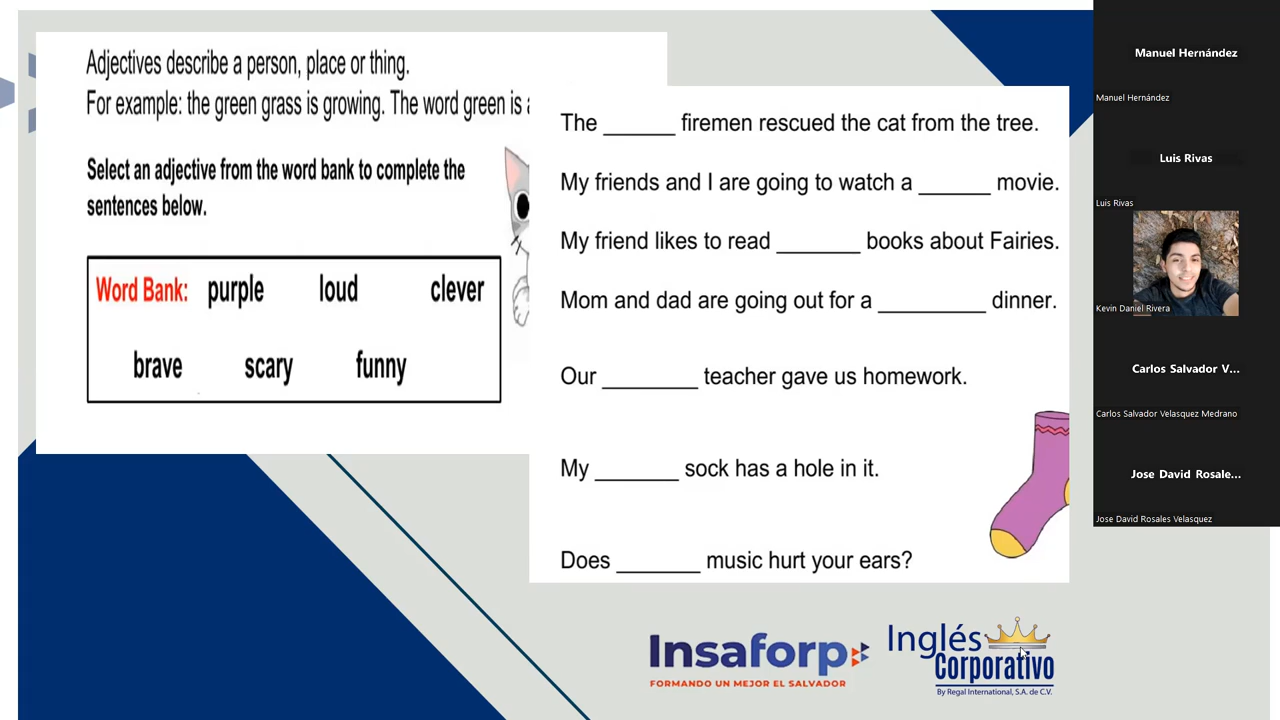 Adjectives describe a person, place or thing.
For example: the green grass is growing. The word green is
Select an adjective from the word bank to complete the
sentences below.
Word Bank: purple loud clever
brave scary funny
The ______ firemen rescued the cat from the tree.
My friends and I are going to watch a ______ movie.
My friend likes to read _______ books about Fairies.
Mom and dad are going out for a _________ dinner.
Our ________ teacher gave us homework.
My _______ sock has a hole in it.
Does _______ music hurt your ears?
Insaforp
FORMANDO UN MEJOR EL SALVADOR
Inglés
Corporativo
By Regal International, S.A. de C.V.
Manuel Hernández
Manuel Hernández
Luis Rivas
Luis Rivas
Kevin Daniel Rivera
Carlos Salvador V...
Carlos Salvador Velasquez Medrano
Jose David Rosale...
Jose David Rosales Velasquez